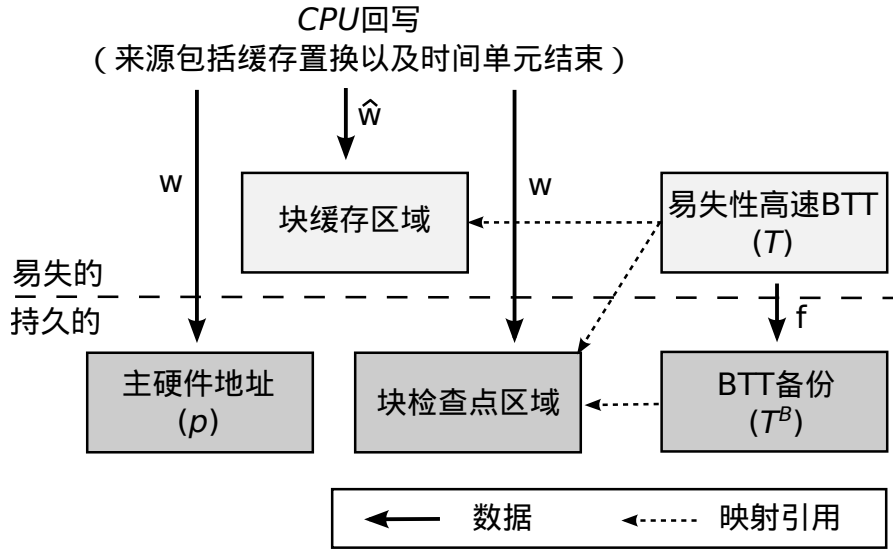 CPU回写
（来源包括缓存置换以及时间单元结束）
ŵ
w
w
块缓存区域
易失性高速BTT
(T)
易失的
持久的
f
主硬件地址
(p)
块检查点区域
BTT备份
(Tᴮ)
数据
映射引用